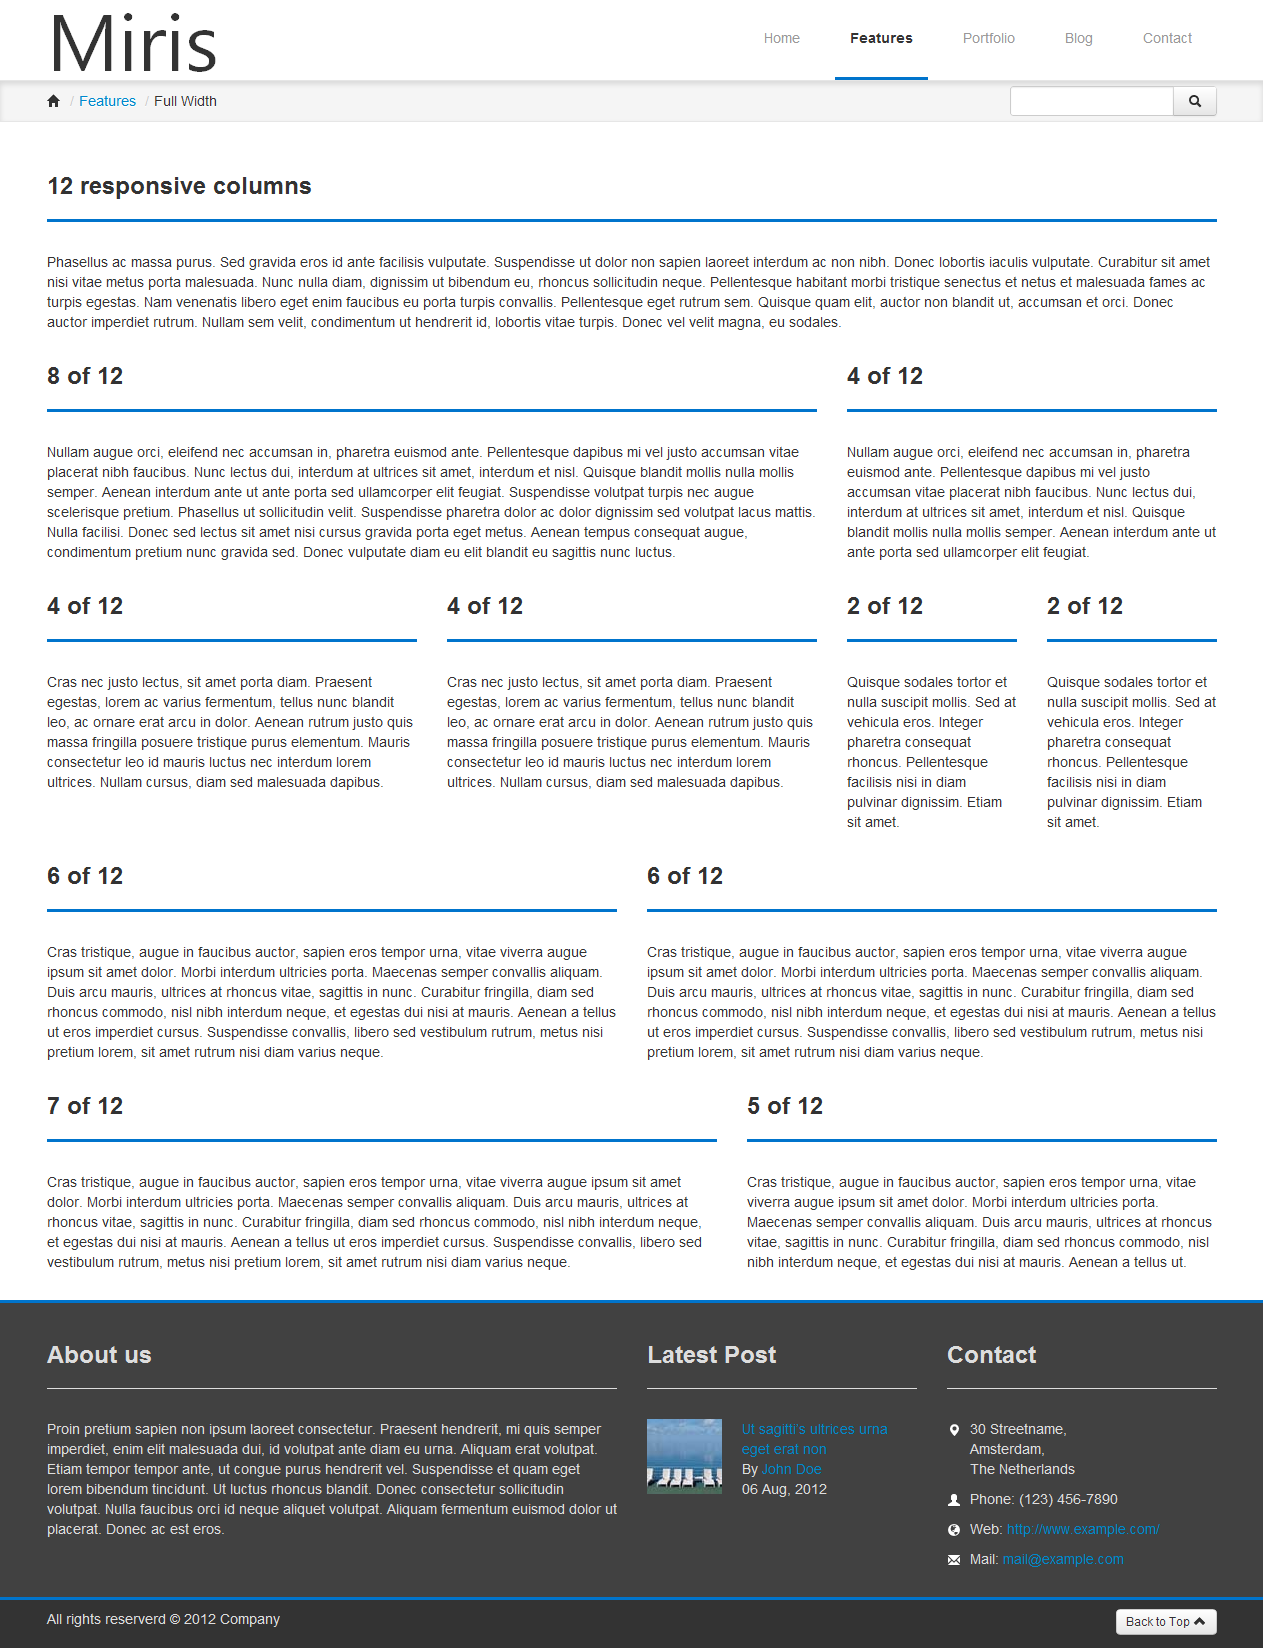 Miris
Home
Features
Portfolio
Blog
Contact
/ Features / Full Width
12 responsive columns
Phasellus ac massa purus. Sed gravida eros id ante facilisis vulputate. Suspendisse ut dolor non sapien laoreet interdum ac non nibh. Donec lobortis iaculis vulputate. Curabitur sit amet
nisi vitae metus porta malesuada. Nunc nulla diam, dignissim ut bibendum eu, rhoncus sollicitudin neque. Pellentesque habitant morbi tristique senectus et netus et malesuada fames ac
turpis egestas. Nam venenatis libero eget enim faucibus eu porta turpis convallis. Pellentesque eget rutrum sem. Quisque quam elit, auctor non blandit ut, accumsan et orci. Donec
auctor imperdiet rutrum. Nullam sem velit, condimentum ut hendrerit id, lobortis vitae turpis. Donec vel velit magna, eu sodales.
8 of 12
Nullam augue orci, eleifend nec accumsan in, pharetra euismod ante. Pellentesque dapibus mi vel justo accumsan vitae
placerat nibh faucibus. Nunc lectus dui, interdum at ultrices sit amet, interdum et nisl. Quisque blandit mollis nulla mollis
semper. Aenean interdum ante ut ante porta sed ullamcorper elit feugiat. Suspendisse volutpat turpis nec augue
scelerisque pretium. Phasellus ut sollicitudin velit. Suspendisse pharetra dolor ac dolor dignissim sed volutpat lacus mattis.
Nulla facilisi. Donec sed lectus sit amet nisi cursus gravida porta eget metus. Aenean tempus consequat augue,
condimentum pretium nunc gravida sed. Donec vulputate diam eu elit blandit eu sagittis nunc luctus.
4 of 12
Nullam augue orci, eleifend nec accumsan in, pharetra
euismod ante. Pellentesque dapibus mi vel justo
accumsan vitae placerat nibh faucibus. Nunc lectus dui,
interdum at ultrices sit amet, interdum et nisl. Quisque
blandit mollis nulla mollis semper. Aenean interdum ante ut
ante porta sed ullamcorper elit feugiat.
4 of 12
Cras nec justo lectus, sit amet porta diam. Praesent
egestas, lorem ac varius fermentum, tellus nunc blandit
leo, ac ornare erat arcu in dolor. Aenean rutrum justo quis
massa fringilla posuere tristique purus elementum. Mauris
consectetur leo id mauris luctus nec interdum lorem
ultrices. Nullam cursus, diam sed malesuada dapibus.
4 of 12
Cras nec justo lectus, sit amet porta diam. Praesent
egestas, lorem ac varius fermentum, tellus nunc blandit
leo, ac ornare erat arcu in dolor. Aenean rutrum justo quis
massa fringilla posuere tristique purus elementum. Mauris
consectetur leo id mauris luctus nec interdum lorem
ultrices. Nullam cursus, diam sed malesuada dapibus.
2 of 12
Quisque sodales tortor et
nulla suscipit mollis. Sed at
vehicula eros. Integer
pharetra consequat
rhoncus. Pellentesque
facilisis nisi in diam
pulvinar dignissim. Etiam
sit amet.
2 of 12
Quisque sodales tortor et
nulla suscipit mollis. Sed at
vehicula eros. Integer
pharetra consequat
rhoncus. Pellentesque
facilisis nisi in diam
pulvinar dignissim. Etiam
sit amet.
6 of 12
Cras tristique, augue in faucibus auctor, sapien eros tempor urna, vitae viverra augue
ipsum sit amet dolor. Morbi interdum ultricies porta. Maecenas semper convallis aliquam.
Duis arcu mauris, ultrices at rhoncus vitae, sagittis in nunc. Curabitur fringilla, diam sed
rhoncus commodo, nisl nibh interdum neque, et egestas dui nisi at mauris. Aenean a tellus
ut eros imperdiet cursus. Suspendisse convallis, libero sed vestibulum rutrum, metus nisi
pretium lorem, sit amet rutrum nisi diam varius neque.
6 of 12
Cras tristique, augue in faucibus auctor, sapien eros tempor urna, vitae viverra augue
ipsum sit amet dolor. Morbi interdum ultricies porta. Maecenas semper convallis aliquam.
Duis arcu mauris, ultrices at rhoncus vitae, sagittis in nunc. Curabitur fringilla, diam sed
rhoncus commodo, nisl nibh interdum neque, et egestas dui nisi at mauris. Aenean a tellus
ut eros imperdiet cursus. Suspendisse convallis, libero sed vestibulum rutrum, metus nisi
pretium lorem, sit amet rutrum nisi diam varius neque.
7 of 12
Cras tristique, augue in faucibus auctor, sapien eros tempor urna, vitae viverra augue ipsum sit amet
dolor. Morbi interdum ultricies porta. Maecenas semper convallis aliquam. Duis arcu mauris, ultrices at
rhoncus vitae, sagittis in nunc. Curabitur fringilla, diam sed rhoncus commodo, nisl nibh interdum neque,
et egestas dui nisi at mauris. Aenean a tellus ut eros imperdiet cursus. Suspendisse convallis, libero sed
vestibulum rutrum, metus nisi pretium lorem, sit amet rutrum nisi diam varius neque.
5 of 12
Cras tristique, augue in faucibus auctor, sapien eros tempor urna, vitae
viverra augue ipsum sit amet dolor. Morbi interdum ultricies porta.
Maecenas semper convallis aliquam. Duis arcu mauris, ultrices at rhoncus
vitae, sagittis in nunc. Curabitur fringilla, diam sed rhoncus commodo, nisl
nibh interdum neque, et egestas dui nisi at mauris. Aenean a tellus ut.
About us
Proin pretium sapien non ipsum laoreet consectetur. Praesent hendrerit, mi quis semper
imperdiet, enim elit malesuada dui, id volutpat ante diam eu urna. Aliquam erat volutpat.
Etiam tempor tempor ante, ut congue purus hendrerit vel. Suspendisse et quam eget
lorem bibendum tincidunt. Ut luctus rhoncus blandit. Donec consectetur sollicitudin
volutpat. Nulla faucibus orci id neque aliquet volutpat. Aliquam fermentum euismod dolor ut
placerat. Donec ac est eros.
Latest Post
Ut sagitti's ultrices urna
eget erat non
By John Doe
06 Aug, 2012
Contact
30 Streetname,
Amsterdam,
The Netherlands
Phone: (123) 456-7890
Web: http://www.example.com/
Mail: mail@example.com
All rights reserverd © 2012 Company
Back to Top